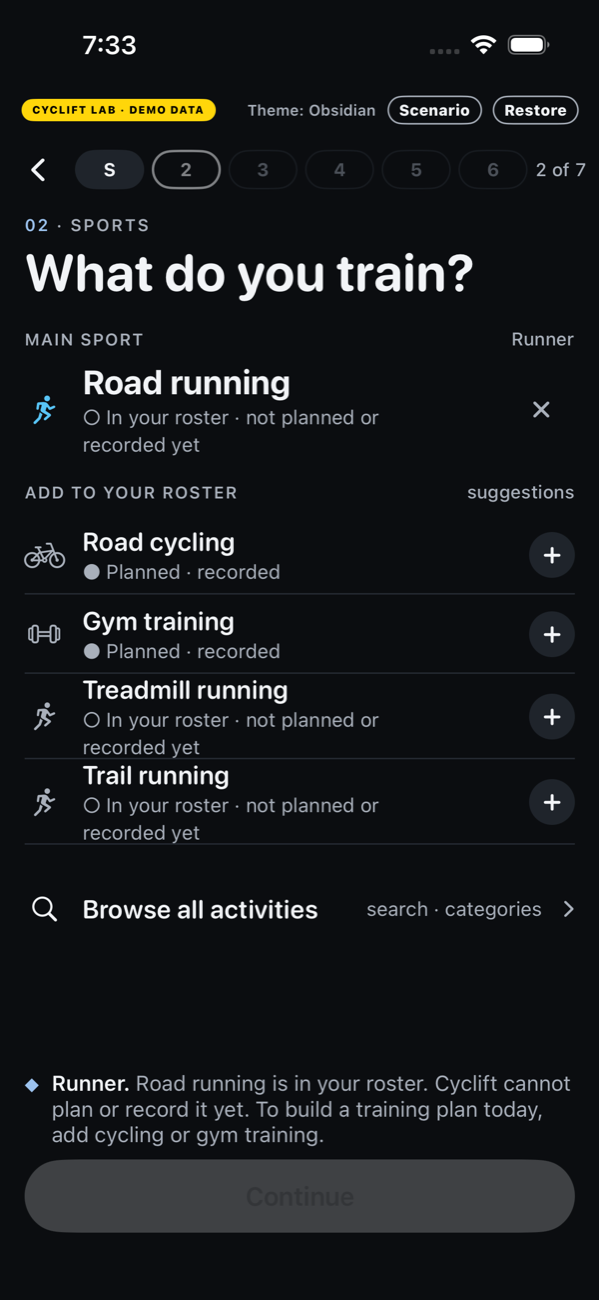 7:33
CYCLIFT LAB · DEMO DATA Theme: Obsidian Scenario Restore
S 2 3 4 5 6 2 of 7
02 · SPORTS
What do you train?
MAIN SPORT Runner
Road running
In your roster · not planned or
recorded yet
ADD TO YOUR ROSTER suggestions
Road cycling
Planned · recorded
Gym training
Planned · recorded
Treadmill running
In your roster · not planned or
recorded yet
Trail running
In your roster · not planned or
recorded yet
Browse all activities search · categories
Runner. Road running is in your roster. Cyclift cannot
plan or record it yet. To build a training plan today,
add cycling or gym training.
Continue